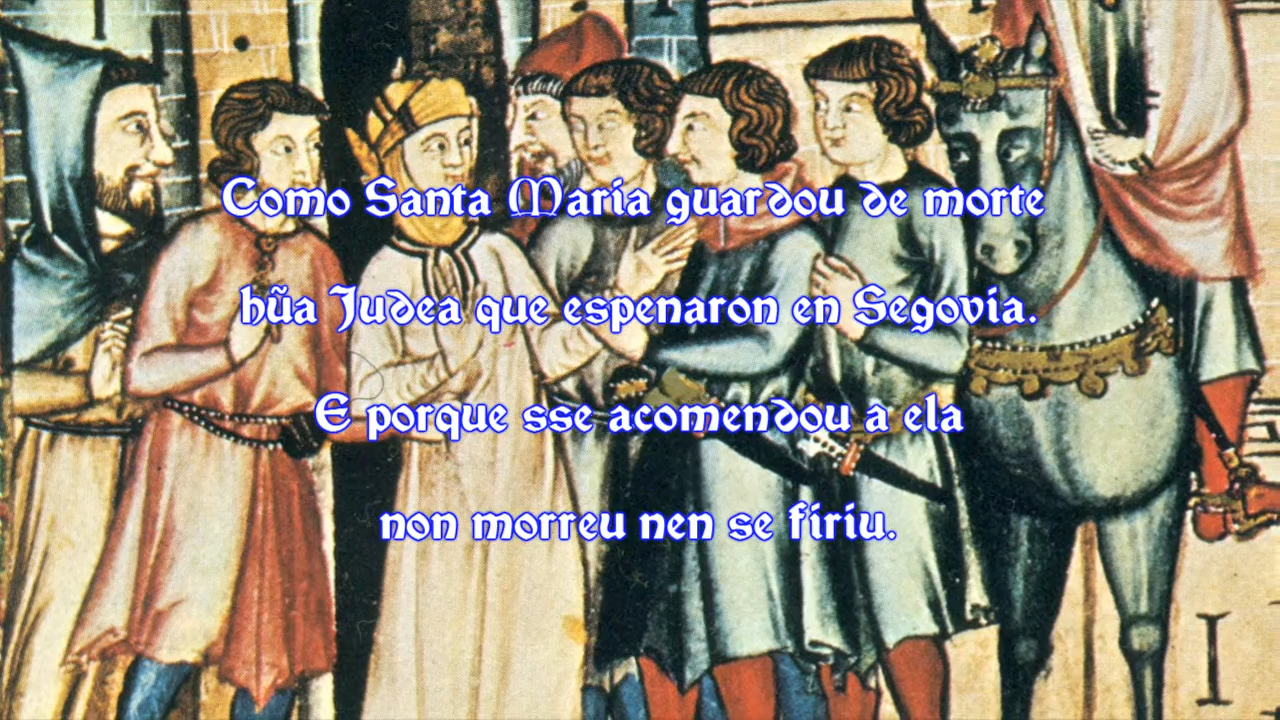 Como Santa Maria guardou de morte
hũa Judea que espenaron en Segovia.
E porque sse acomendou a ela
non morreu nen se firiu.